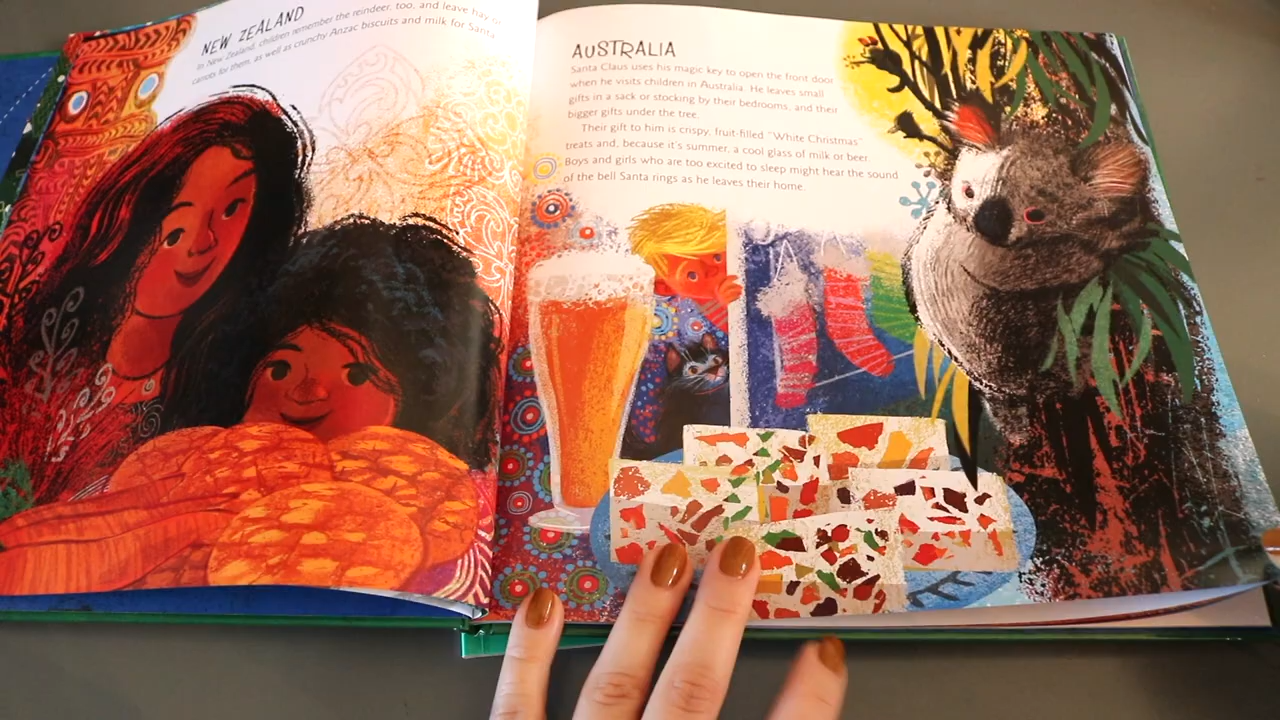 NEW ZEALAND
In New Zealand, children remember the reindeer, too, and leave hay or
carrots for them, as well as crunchy Anzac biscuits and milk for Santa.
AUSTRALIA
Santa Claus uses his magic key to open the front door
when he visits children in Australia. He leaves small
gifts in a sack or stocking by their bedrooms, and their
bigger gifts under the tree.
Their gift to him is crispy, fruit-filled "White Christmas"
treats and, because it's summer, a cool glass of milk or beer.
Boys and girls who are too excited to sleep might hear the sound
of the bell Santa rings as he leaves their home.